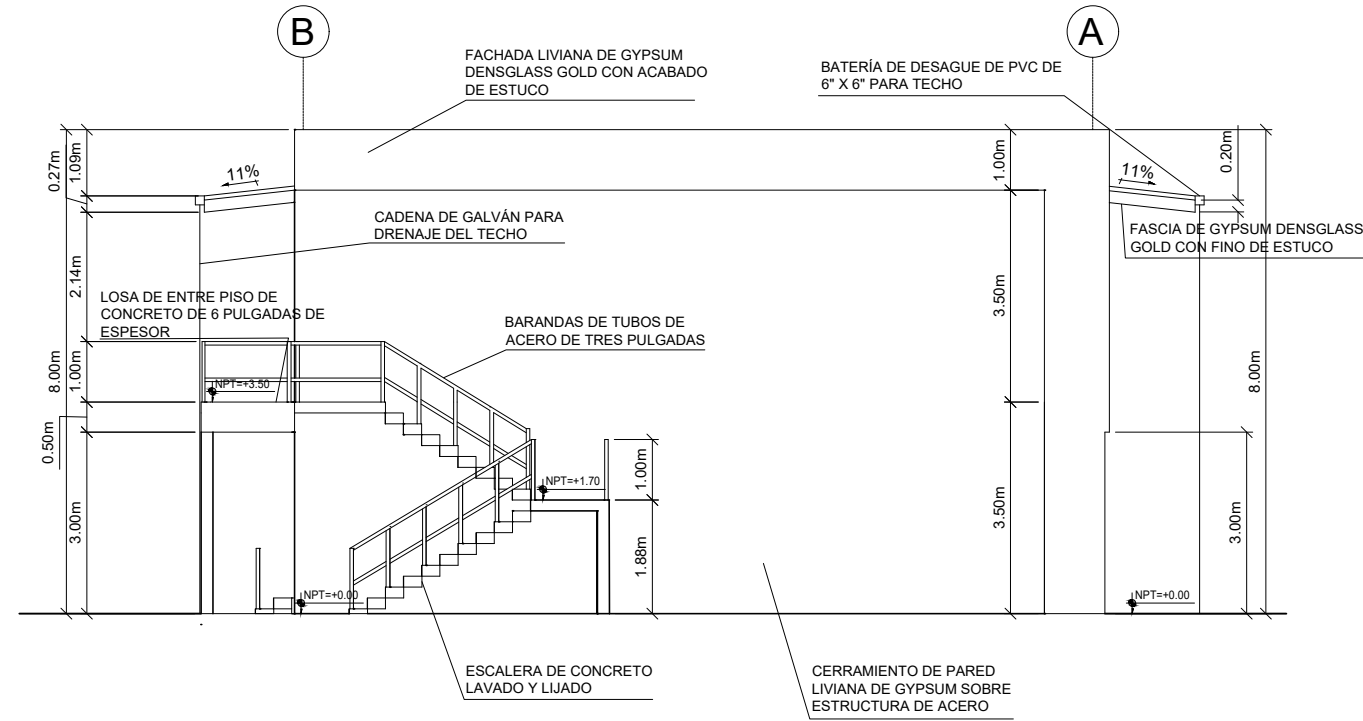 B
A
FACHADA LIVIANA DE GYPSUM
DENSGLASS GOLD CON ACABADO
DE ESTUCO
BATERÍA DE DESAGUE DE PVC DE
6" X 6" PARA TECHO
0.27m
1.09m
11%
1.00m
11%
0.20m
CADENA DE GALVÁN PARA
DRENAJE DEL TECHO
FASCIA DE GYPSUM DENSGLASS
GOLD CON FINO DE ESTUCO
2.14m
LOSA DE ENTRE PISO DE
CONCRETO DE 6 PULGADAS DE
ESPESOR
BARANDAS DE TUBOS DE
ACERO DE TRES PULGADAS
3.50m
8.00m
1.00m
NPT=+3.50
8.00m
0.50m
NPT=+1.70
1.00m
3.00m
1.88m
3.50m
3.00m
NPT=+0.00
NPT=+0.00
ESCALERA DE CONCRETO
LAVADO Y LIJADO
CERRAMIENTO DE PARED
LIVIANA DE GYPSUM SOBRE
ESTRUCTURA DE ACERO